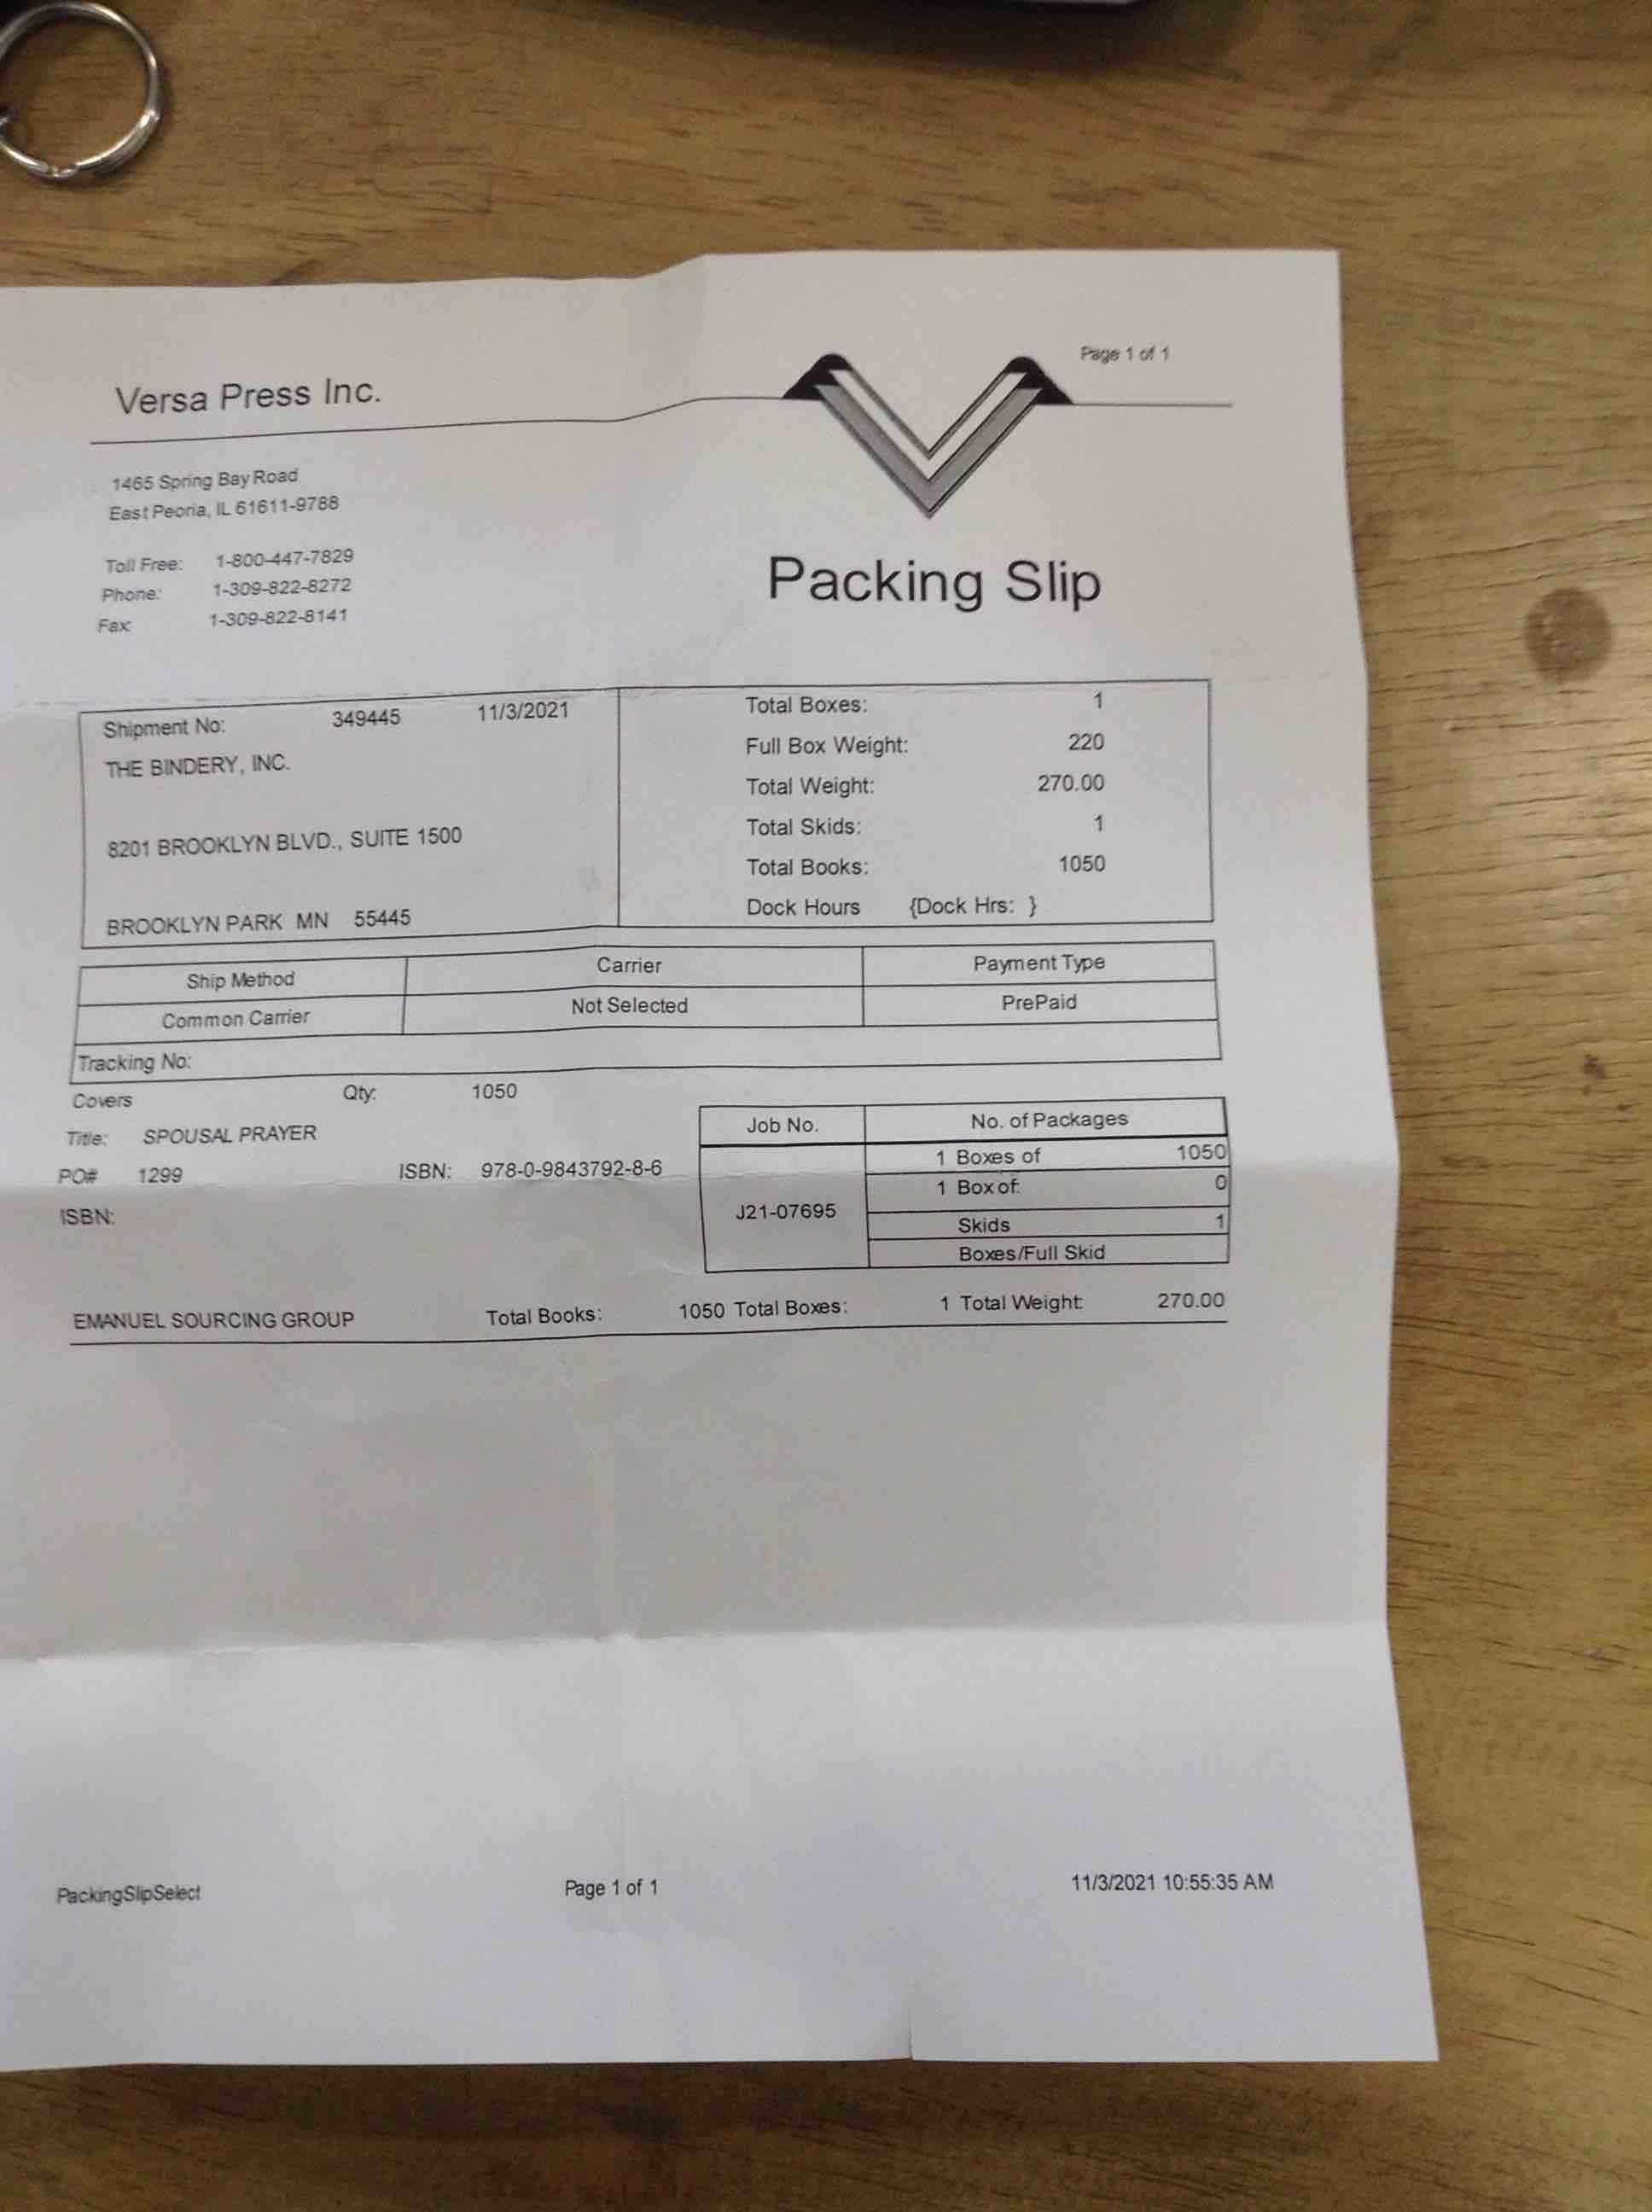 Page 1 of 1
Versa Press Inc.
1465 Spring Bay Road
East Peoria, IL 61611-9788
Toll Free: 1-800-447-7829
Phone: 1-309-822-8272
Fax: 1-309-822-8141
Packing Slip
Shipment No: 349445 11/3/2021
THE BINDERY, INC.
8201 BROOKLYN BLVD., SUITE 1500
BROOKLYN PARK MN 55445
Total Boxes: 1
Full Box Weight: 220
Total Weight: 270.00
Total Skids: 1
Total Books: 1050
Dock Hours {Dock Hrs: }
Ship Method Carrier Payment Type
Common Carrier Not Selected PrePaid
Tracking No:
Covers Qty: 1050
Title: SPOUSAL PRAYER
PO# 1299 ISBN: 978-0-9843792-8-6
ISBN:
Job No. No. of Packages
J21-07695
1 Boxes of 1050
1 Box of: 0
Skids 1
Boxes/Full Skid
EMANUEL SOURCING GROUP Total Books: 1050 Total Boxes: 1 Total Weight: 270.00
PackingSlipSelect Page 1 of 1 11/3/2021 10:55:35 AM